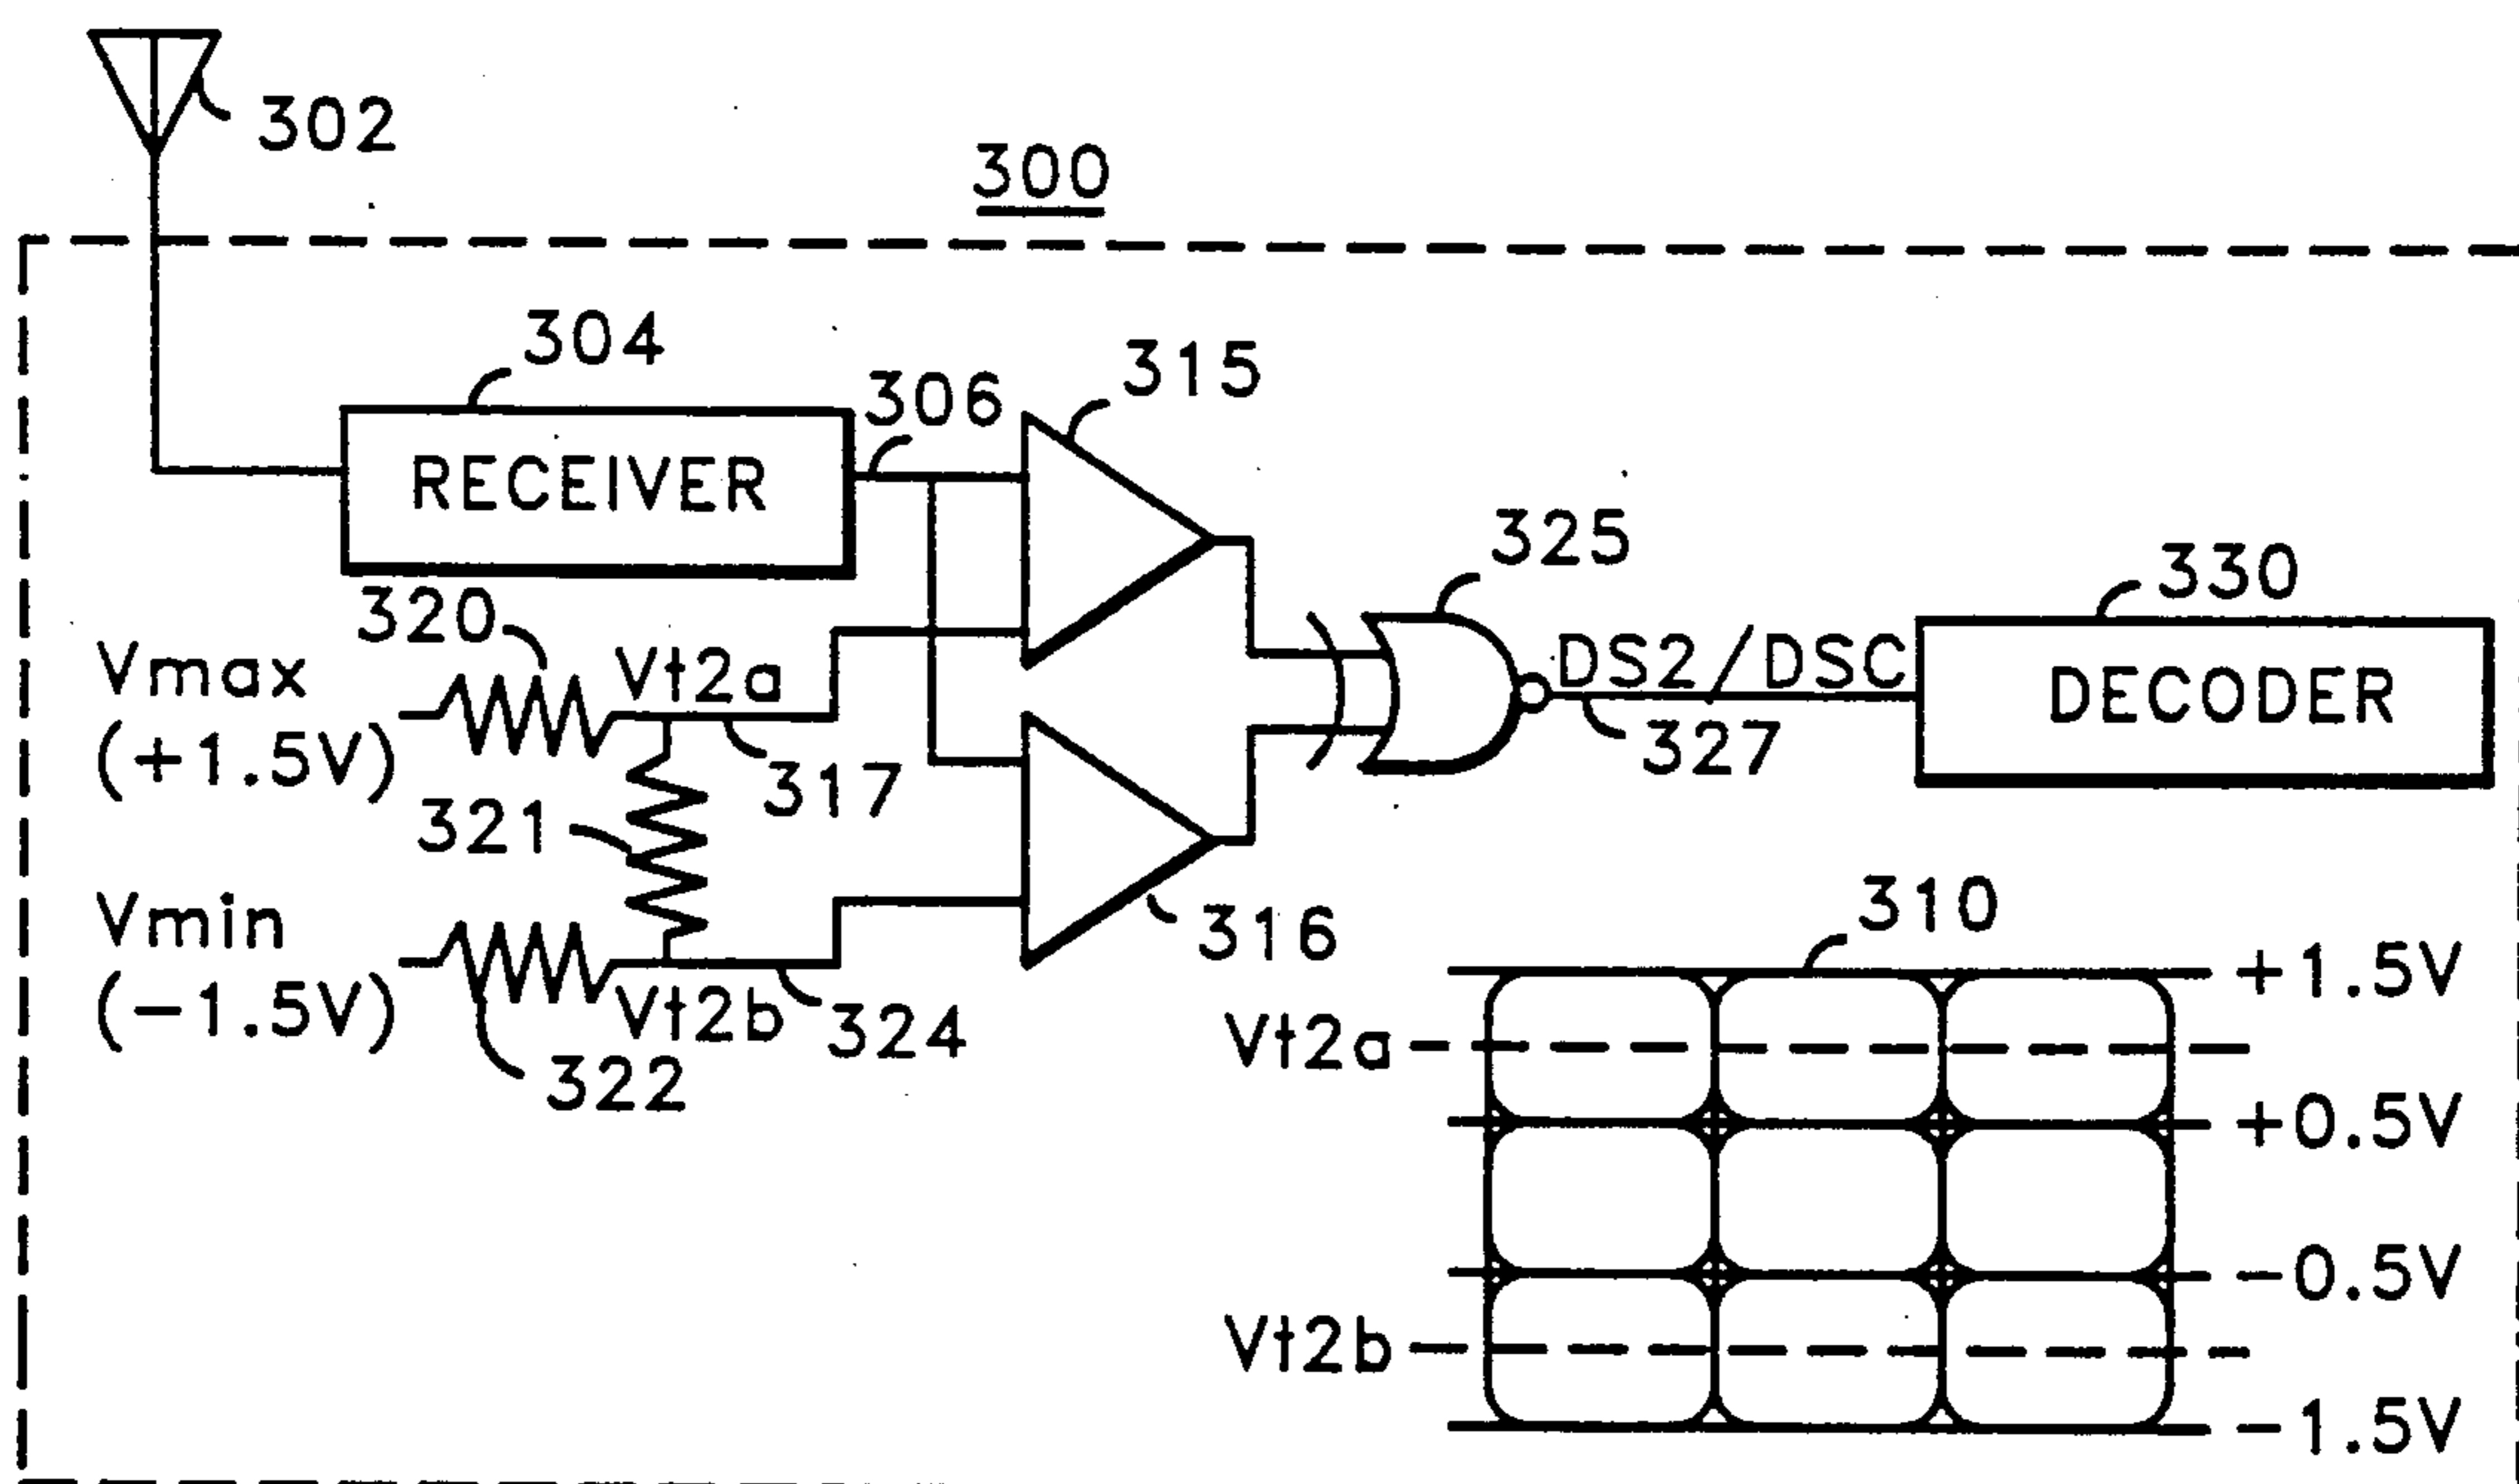 302
300
304
306
315
RECEIVER
325
320
330
Vmax
(+1.5V)
Vt2a
DS2/DSC
DECODER
317
327
321
310
Vmin
(-1.5V)
316
Vt2b
324
322
+1.5V
Vt2a
+0.5V
-0.5V
Vt2b
-1.5V